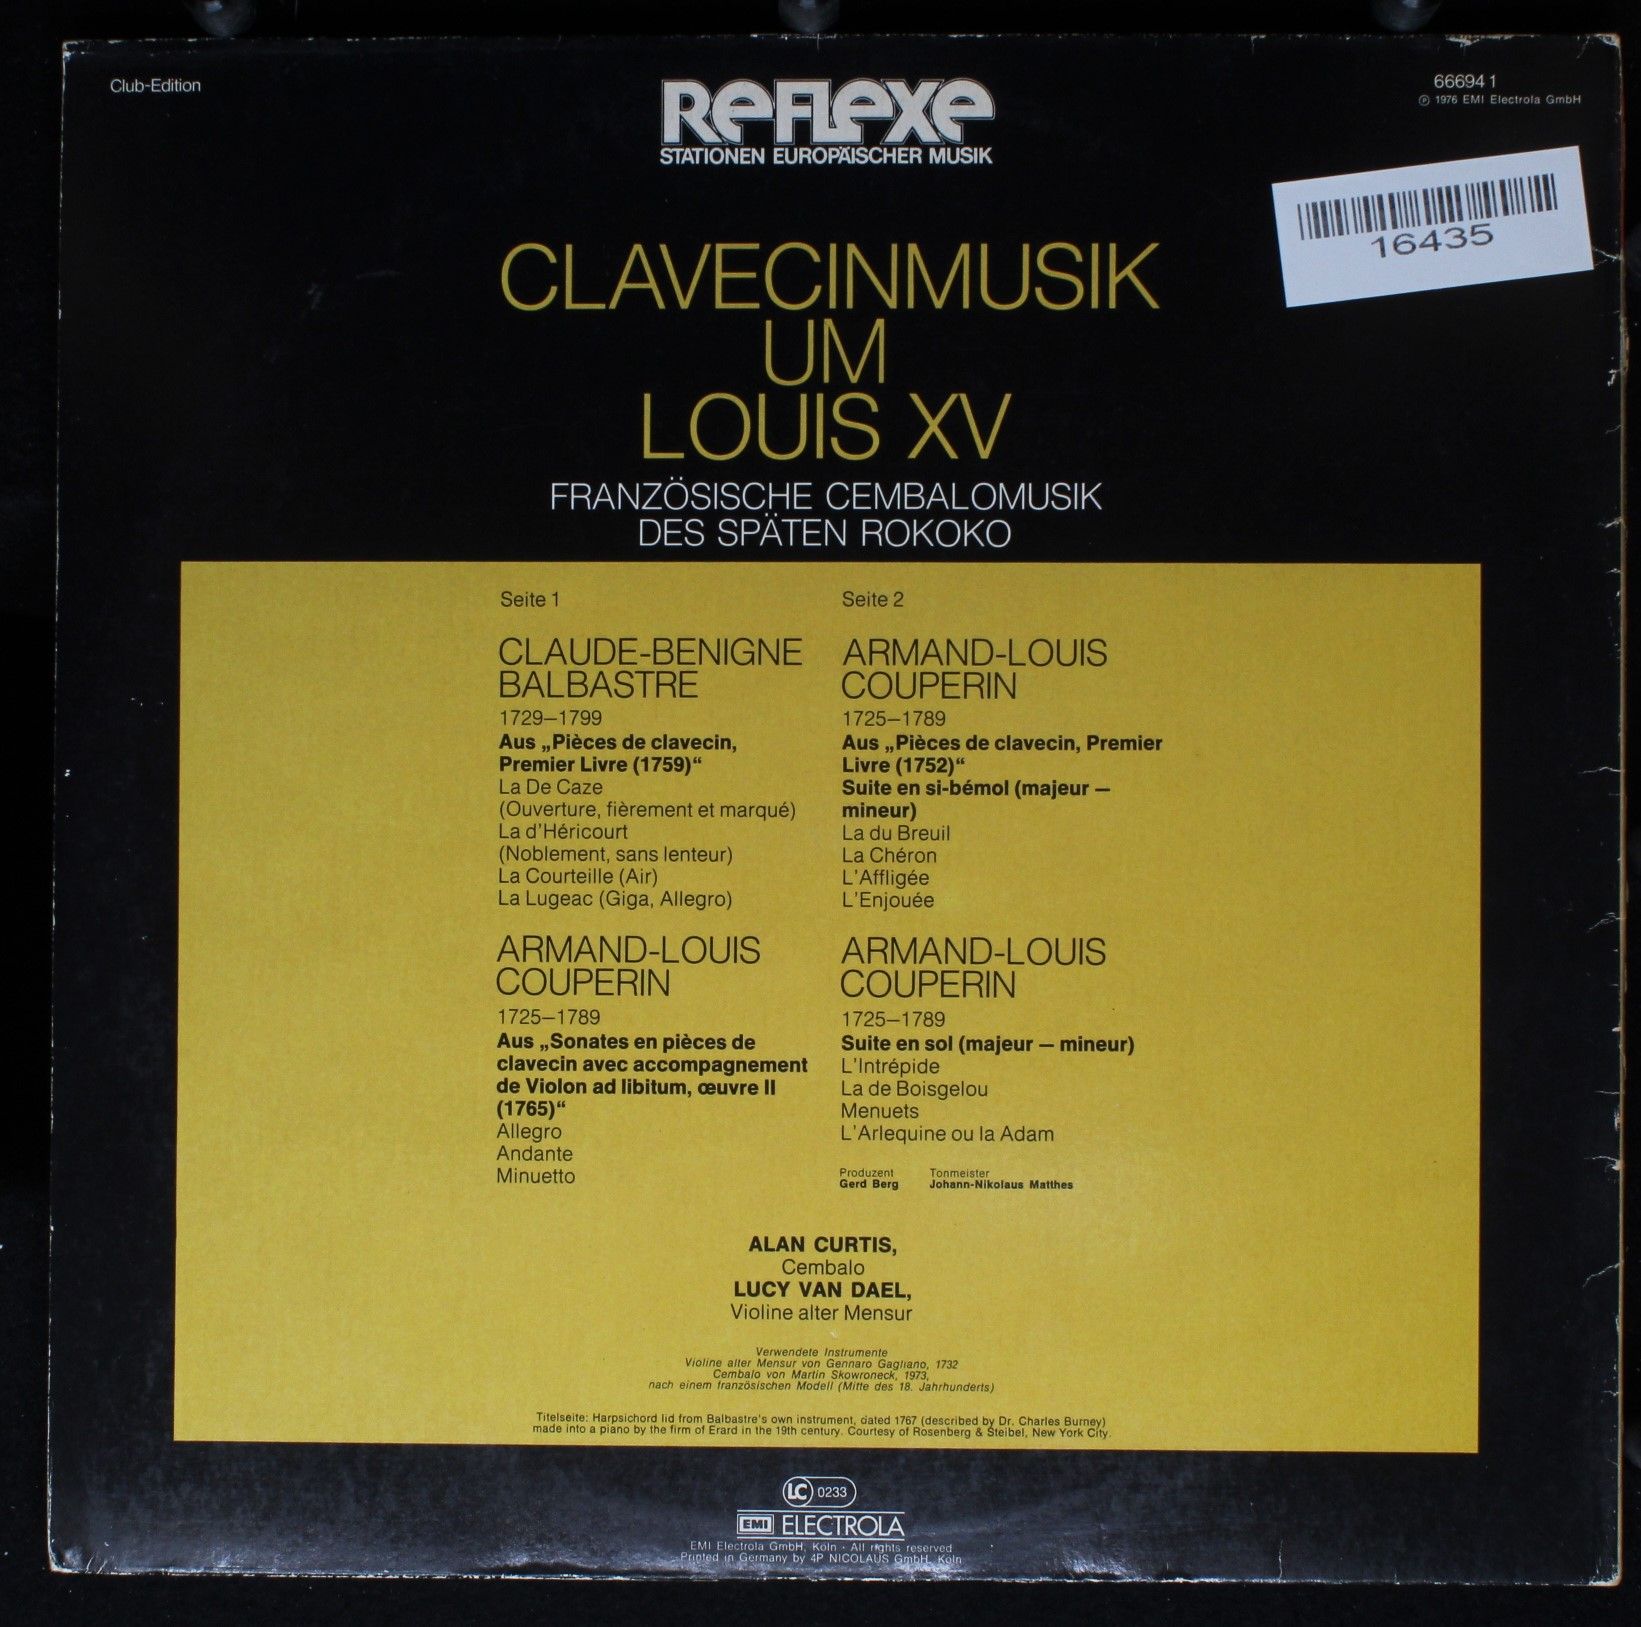 Club-Edition
REFLEXE
STATIONEN EUROPÄISCHER MUSIK
66694 1
Ⓟ 1976 EMI Electrola GmbH
16435
CLAVECINMUSIK
UM
LOUIS XV
FRANZÖSISCHE CEMBALOMUSIK
DES SPÄTEN ROKOKO
Seite 1
CLAUDE-BENIGNE
BALBASTRE
1729–1799
Aus „Pièces de clavecin,
Premier Livre (1759)“
La De Caze
(Ouverture, fièrement et marqué)
La d'Héricourt
(Noblement, sans lenteur)
La Courteille (Air)
La Lugeac (Giga, Allegro)
ARMAND-LOUIS
COUPERIN
1725–1789
Aus „Sonates en pièces de
clavecin avec accompagnement
de Violon ad libitum, œuvre II
(1765)“
Allegro
Andante
Minuetto
Seite 2
ARMAND-LOUIS
COUPERIN
1725–1789
Aus „Pièces de clavecin, Premier
Livre (1752)“
Suite en si-bémol (majeur –
mineur)
La du Breuil
La Chéron
L'Affligée
L'Enjouée
ARMAND-LOUIS
COUPERIN
1725–1789
Suite en sol (majeur – mineur)
L'Intrépide
La de Boisgelou
Menuets
L'Arlequine ou la Adam
Produzent Tonmeister
Gerd Berg Johann-Nikolaus Matthes
ALAN CURTIS,
Cembalo
LUCY VAN DAEL,
Violine alter Mensur
Verwendete Instrumente
Violine alter Mensur von Gennaro Gagliano, 1732
Cembalo von Martin Skowroneck, 1973,
nach einem französischen Modell (Mitte des 18. Jahrhunderts)
Titelseite: Harpsichord lid from Balbastre's own instrument, dated 1767 (described by Dr. Charles Burney)
made into a piano by the firm of Erard in the 19th century. Courtesy of Rosenberg & Steibel, New York City.
LC 0233
EMI ELECTROLA
EMI Electrola GmbH, Köln · All rights reserved
Printed in Germany by 4P NICOLAUS GmbH, Köln